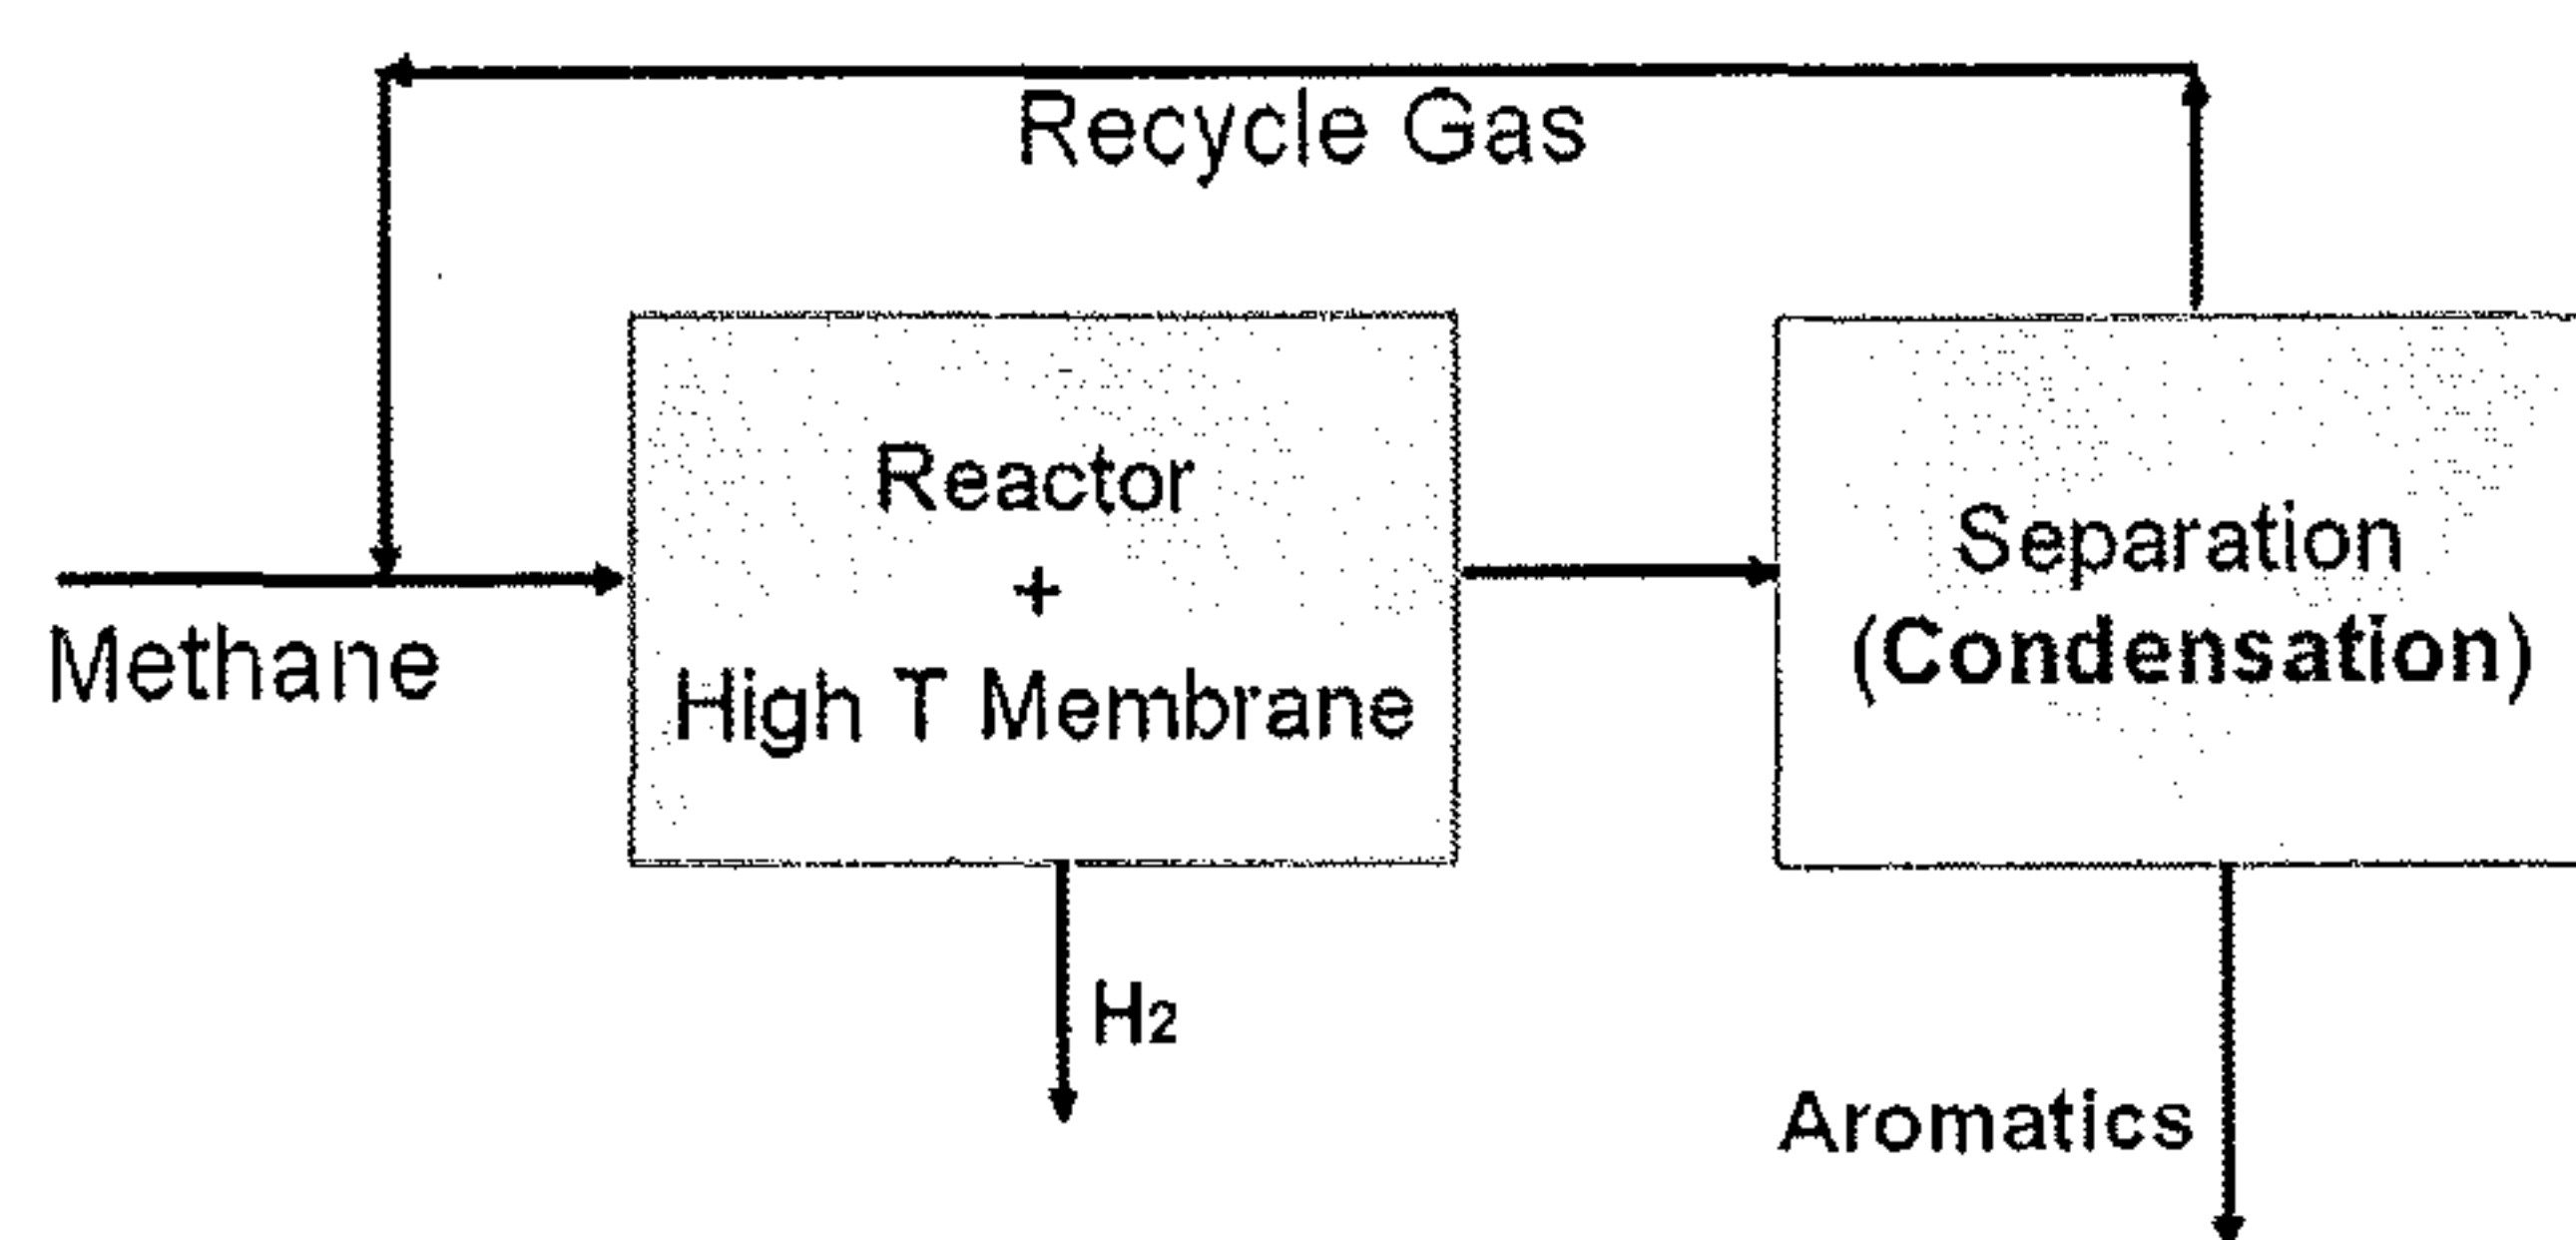 Recycle Gas
Reactor
+
High T Membrane
Separation
(Condensation)
Methane
H2
Aromatics